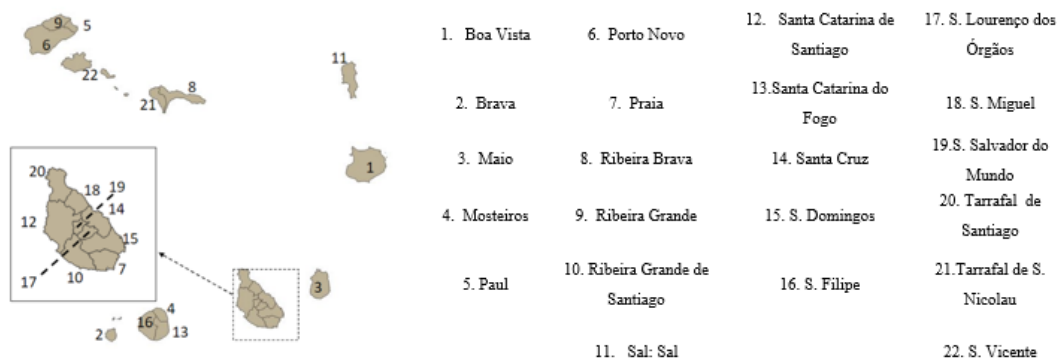 9
5
6
22
21
8
11
1
20
19
18
14
12
15
7
10
17
3
4
16
13
2
1. Boa Vista
2. Brava
3. Maio
4. Mosteiros
5. Paul
6. Porto Novo
7. Praia
8. Ribeira Brava
9. Ribeira Grande
10. Ribeira Grande de
Santiago
11. Sal: Sal
12. Santa Catarina de
Santiago
13.Santa Catarina do
Fogo
14. Santa Cruz
15. S. Domingos
16. S. Filipe
17. S. Lourenço dos
Órgãos
18. S. Miguel
19.S. Salvador do
Mundo
20. Tarrafal de
Santiago
21.Tarrafal de S.
Nicolau
22. S. Vicente